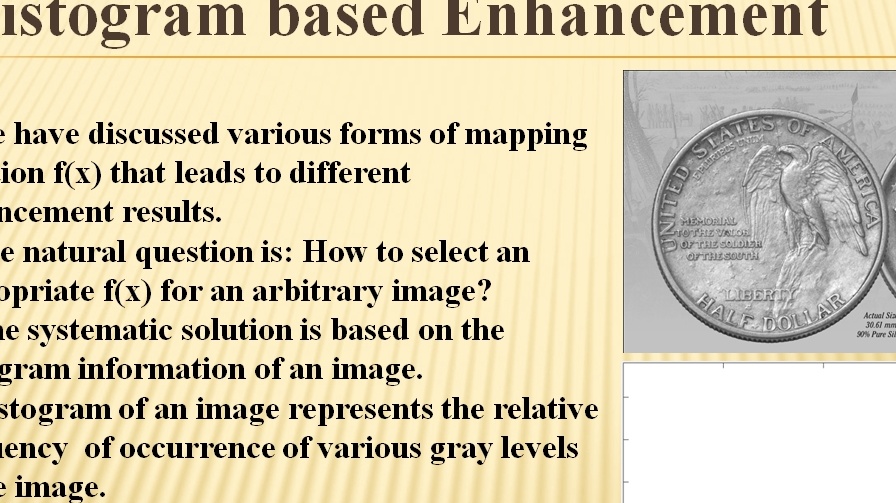 istogram based Enhancement
e have discussed various forms of mapping
tion f(x) that leads to different
ncement results.
e natural question is: How to select an
opriate f(x) for an arbitrary image?
ne systematic solution is based on the
gram information of an image.
stogram of an image represents the relative
uency of occurrence of various gray levels
e image.
UNITED STATES OF AMERICA
E PLURIBUS UNUM
MEMORIAL
TO THE VALOR
OF THE SOLDIER
OF THE SOUTH
LIBERTY
HALF DOLLAR
Actual Siz
30.61 mm
90% Pure Sil